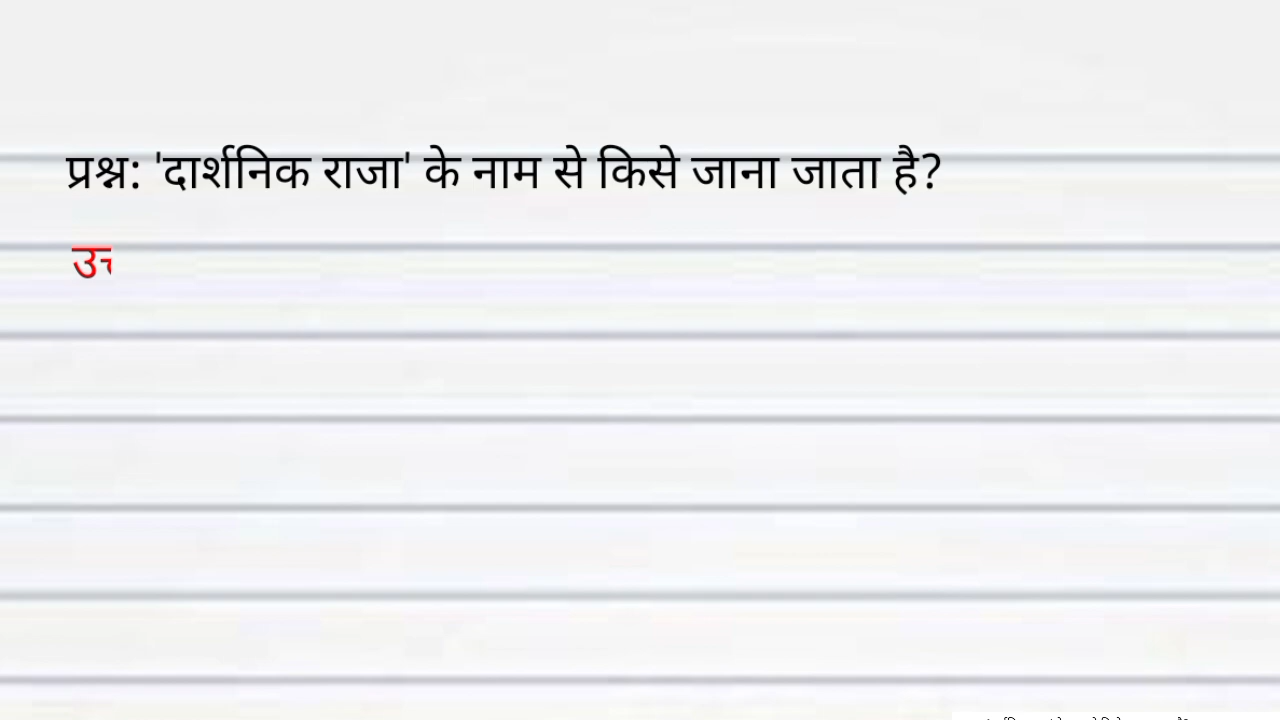 प्रश्न: 'दार्शनिक राजा' के नाम से किसे जाना जाता है?